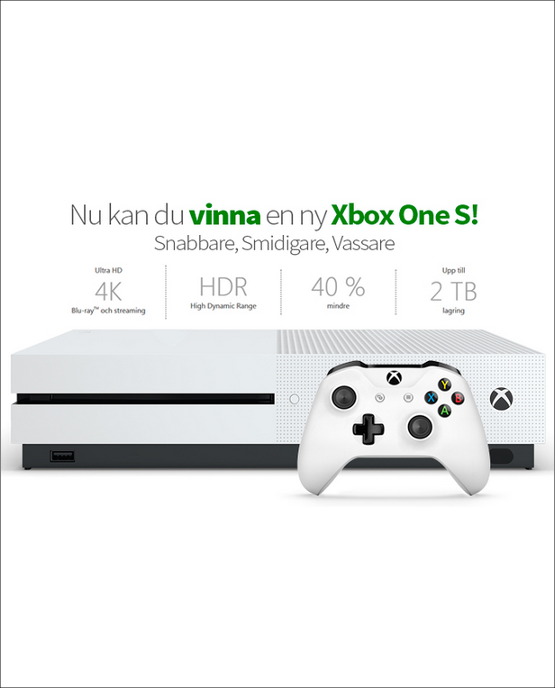 Nu kan du vinna en ny Xbox One S!
Snabbare, Smidigare, Vassare
Ultra HD
4K
Blu-ray™ och streaming
HDR
High Dynamic Range
40 %
mindre
Upp till
2 TB
lagring
Y
X
B
A